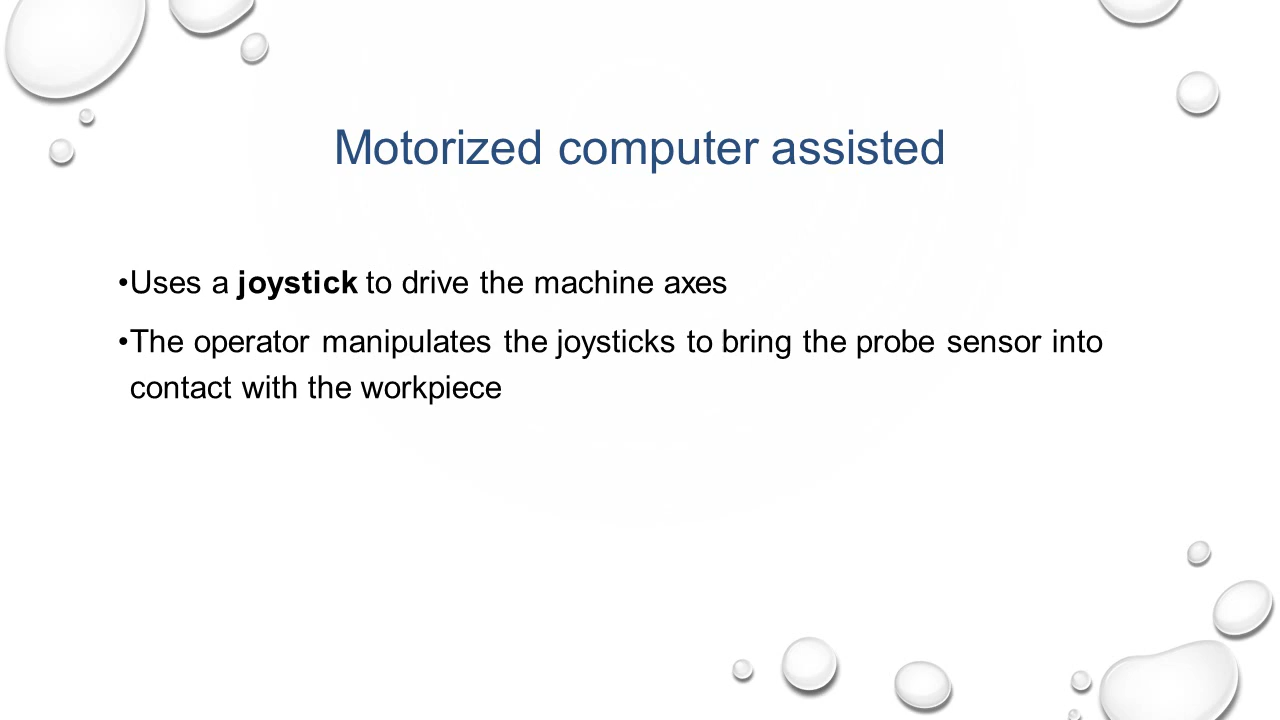 Motorized computer assisted
•Uses a joystick to drive the machine axes
•The operator manipulates the joysticks to bring the probe sensor into
contact with the workpiece